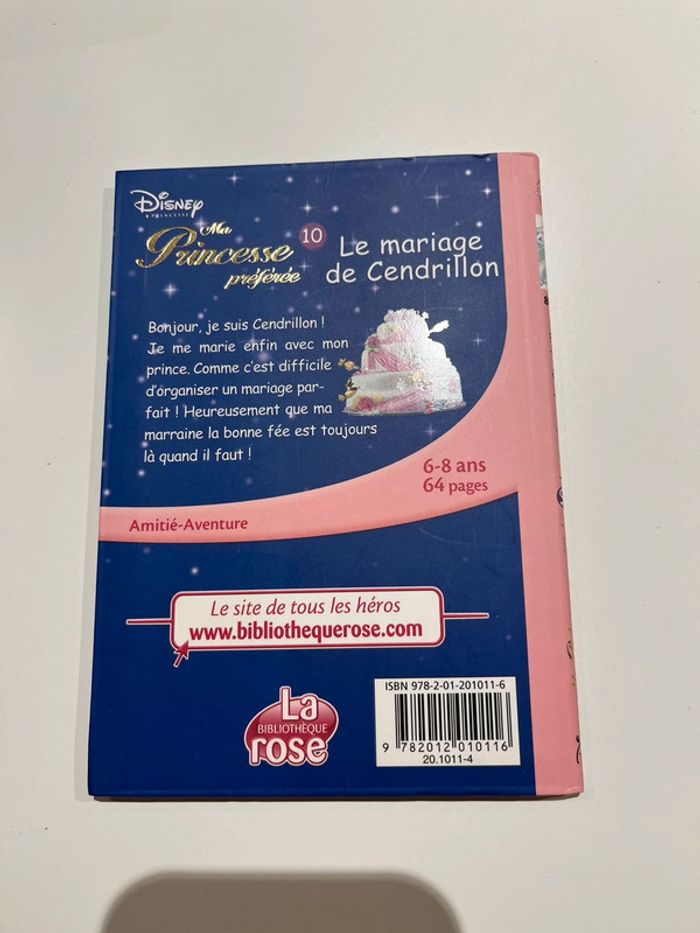 Disney
PRINCESSE
Ma
Princesse
préférée
10
Le mariage
de Cendrillon
Bonjour, je suis Cendrillon !
Je me marie enfin avec mon
prince. Comme c'est difficile
d'organiser un mariage par-
fait ! Heureusement que ma
marraine la bonne fée est toujours
là quand il faut !
6-8 ans
64 pages
Amitié-Aventure
Le site de tous les héros
www.bibliothequerose.com
La
BIBLIOTHÈQUE
rose
ISBN 978-2-01-201011-6
9 782012 010116
20.1011-4